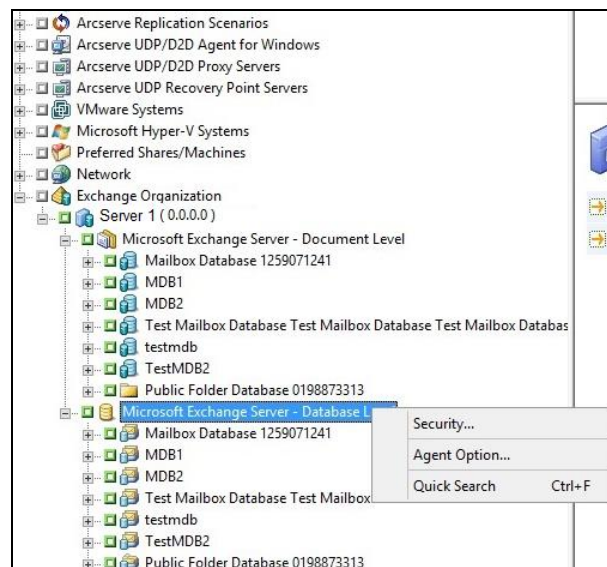 Arcserve Replication Scenarios
Arcserve UDP/D2D Agent for Windows
Arcserve UDP/D2D Proxy Servers
Arcserve UDP Recovery Point Servers
VMware Systems
Microsoft Hyper-V Systems
Preferred Shares/Machines
Network
Exchange Organization
Server 1 ( 0.0.0.0 )
Microsoft Exchange Server - Document Level
Mailbox Database 1259071241
MDB1
MDB2
Test Mailbox Database Test Mailbox Database Test Mailbox Databas
testmdb
TestMDB2
Public Folder Database 0198873313
Microsoft Exchange Server - Database L
Security...
Mailbox Database 1259071241
MDB1
Agent Option...
MDB2
Quick Search Ctrl+F
Test Mailbox Database Test Mailbox
testmdb
TestMDB2
Public Folder Database 0198873313